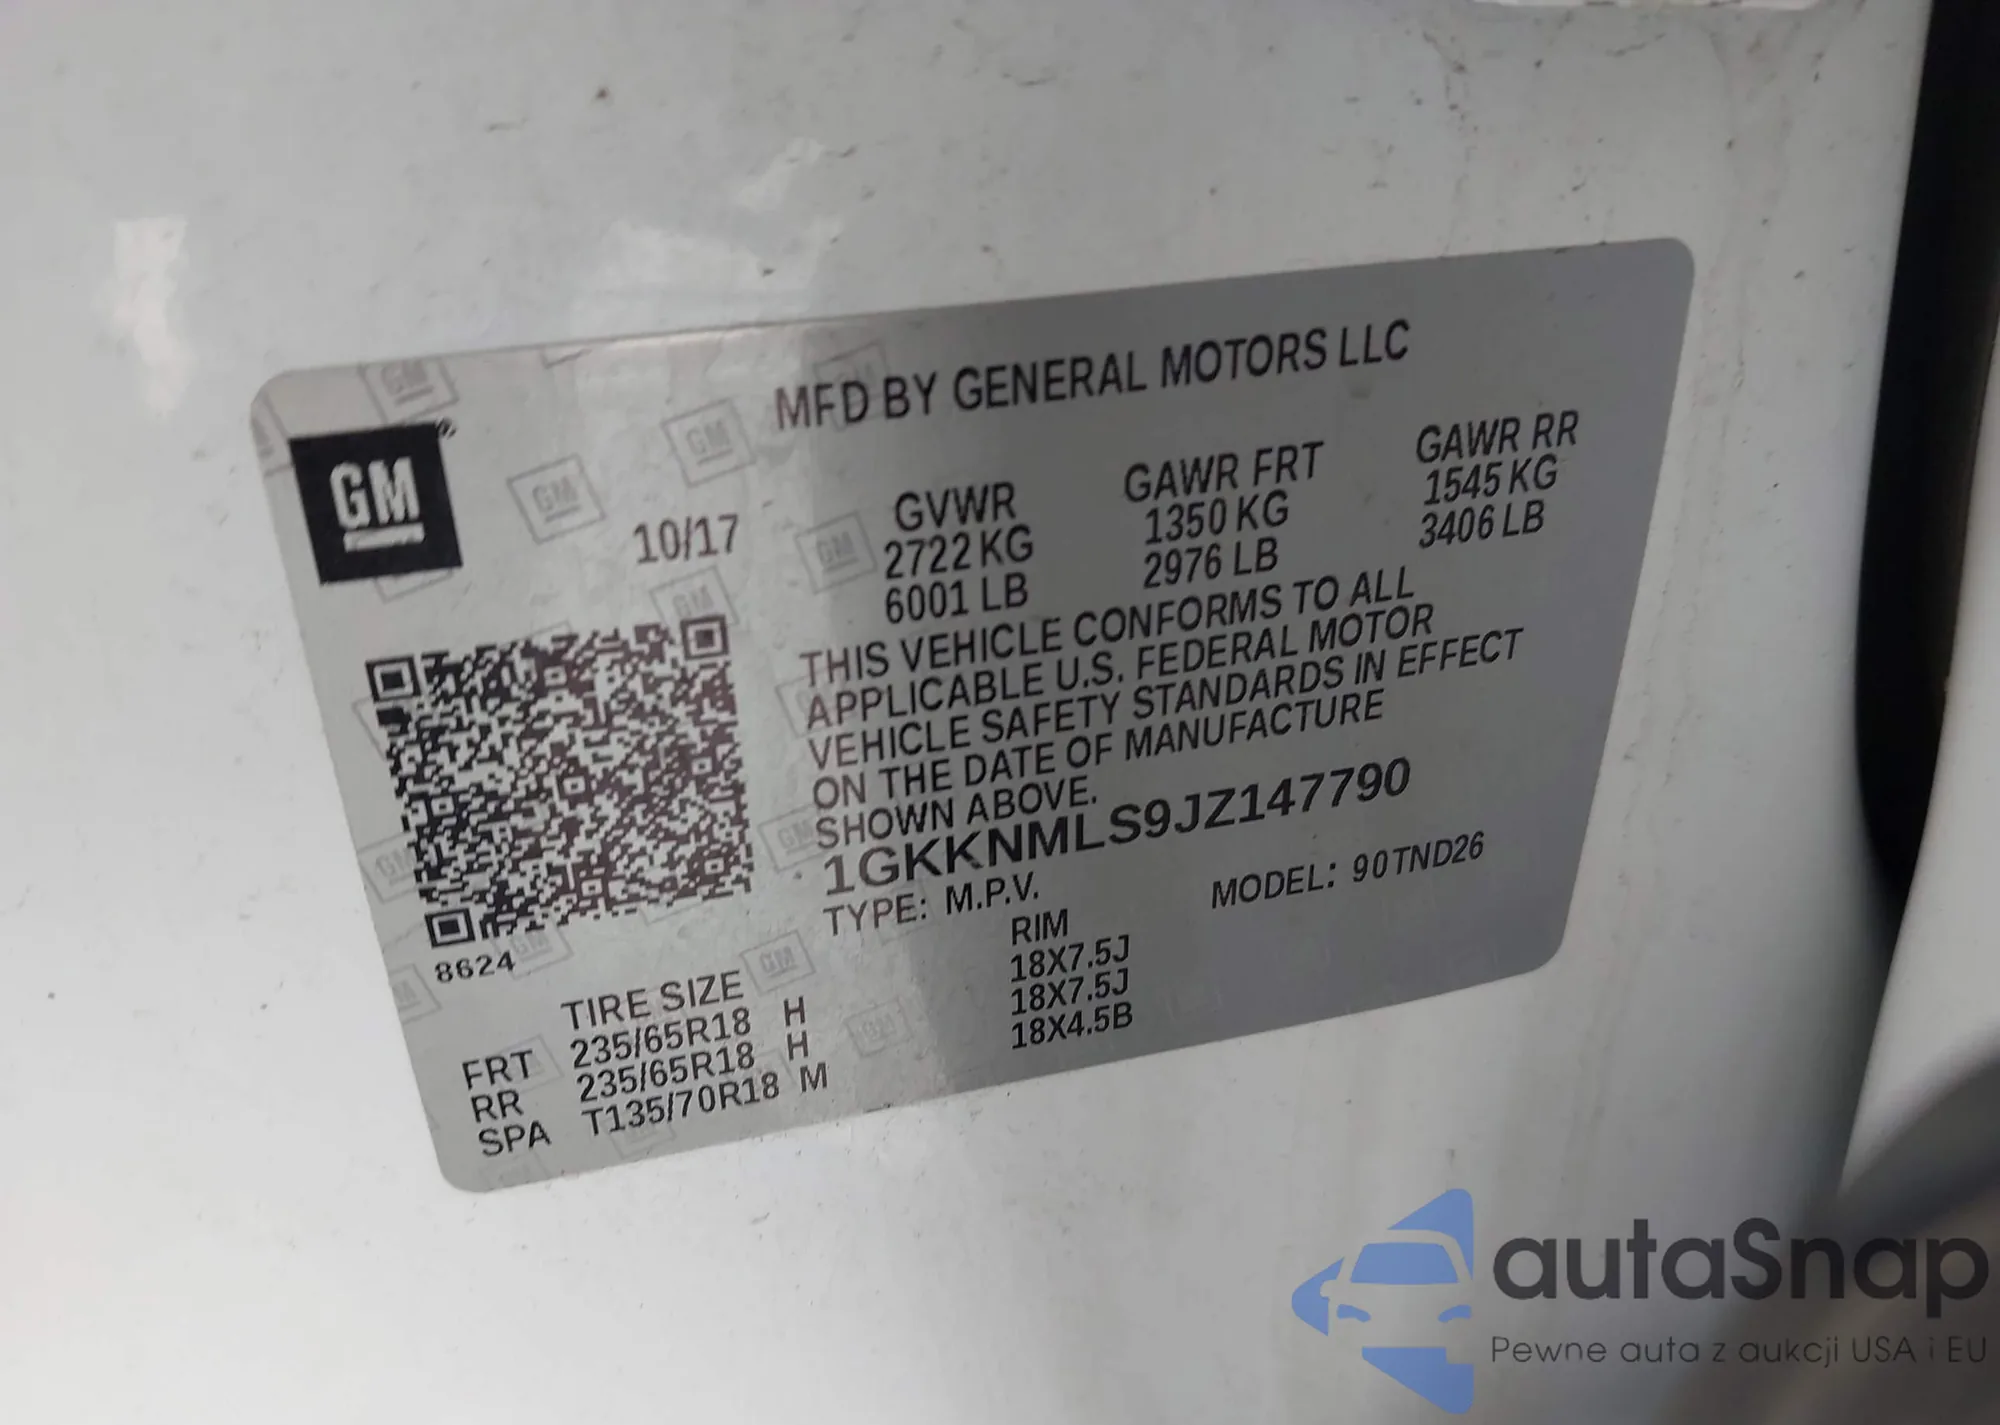 MFD BY GENERAL MOTORS LLC
GM
10/17
GVWR GAWR FRT GAWR RR
2722 KG 1350 KG 1545 KG
6001 LB 2976 LB 3406 LB
THIS VEHICLE CONFORMS TO ALL
APPLICABLE U.S. FEDERAL MOTOR
VEHICLE SAFETY STANDARDS IN EFFECT
ON THE DATE OF MANUFACTURE
SHOWN ABOVE.
1GKKNMLS9JZ147790
TYPE: M.P.V. MODEL: 90TND26
8624
TIRE SIZE RIM
FRT 235/65R18 H 18X7.5J
RR 235/65R18 H 18X7.5J
SPA T135/70R18 M 18X4.5B
autaSnap
Pewne auta z aukcji USA i EU